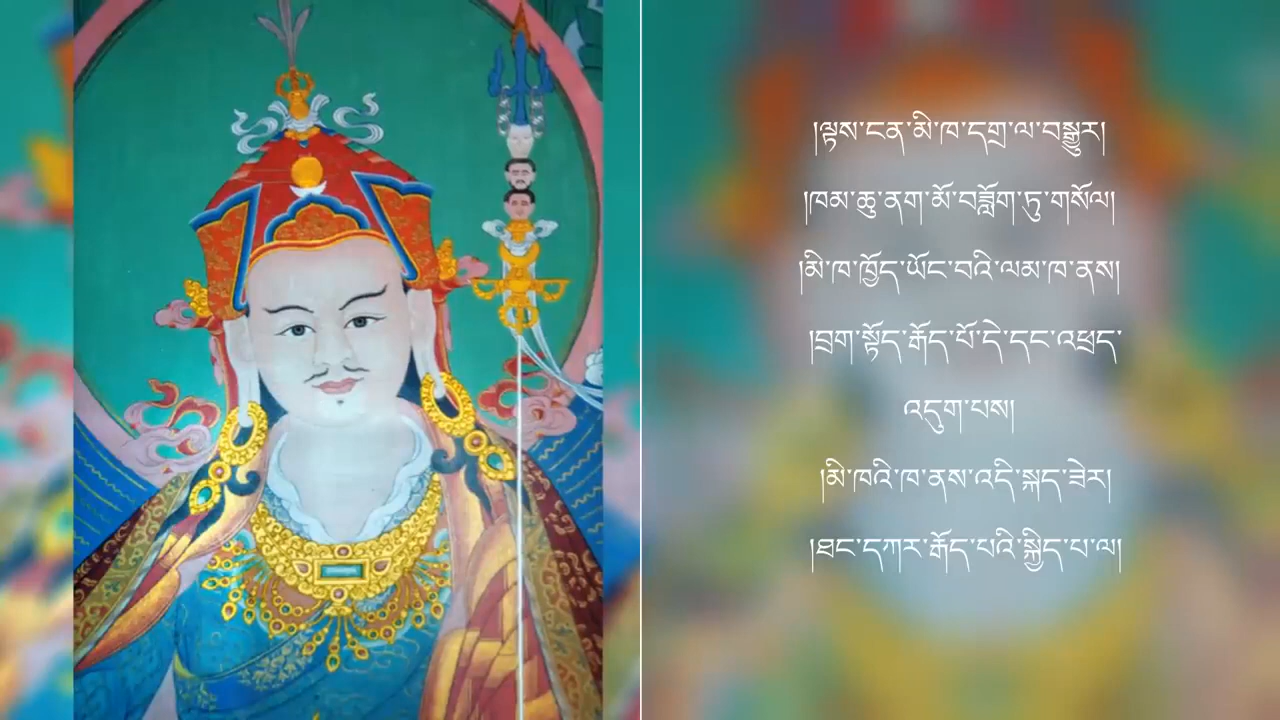 །ལྟས་ངན་མི་ཁ་དགྲ་ལ་བསྒྱུར།
།ཁམ་ཆུ་ནག་མོ་བཟློག་ཏུ་གསོལ།
།མི་ཁ་ཁྱོད་ཡོང་བའི་ལམ་ཁ་ནས།
།བྲག་སྟོད་རྒོད་པོ་དེ་དང་འཕྲད་
འདུག་པས།
།མི་ཁའི་ཁ་ནས་འདི་སྐད་ཟེར།
།ཐང་དཀར་རྒོད་པའི་སྐྱིད་པ་ལ།